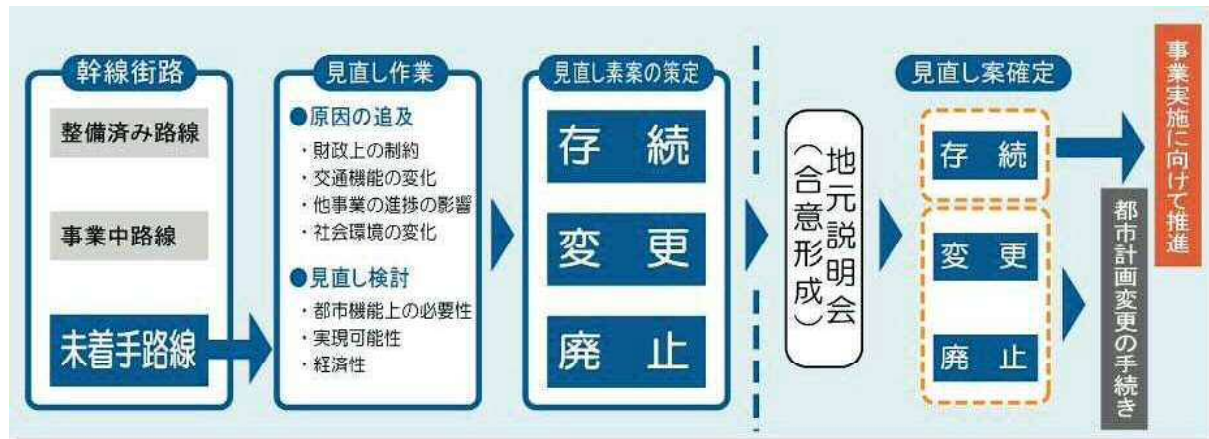 幹線街路
整備済み路線
事業中路線
未着手路線
見直し作業
●原因の追及
・財政上の制約
・交通機能の変化
・他事業の進捗の影響
・社会環境の変化
●見直し検討
・都市機能上の必要性
・実現可能性
・経済性
見直し素案の策定
存続
変更
廃止
地元説明会
(合意形成)
見直し案確定
存続
変更
廃止
事業実施に向けて推進
都市計画変更の手続き